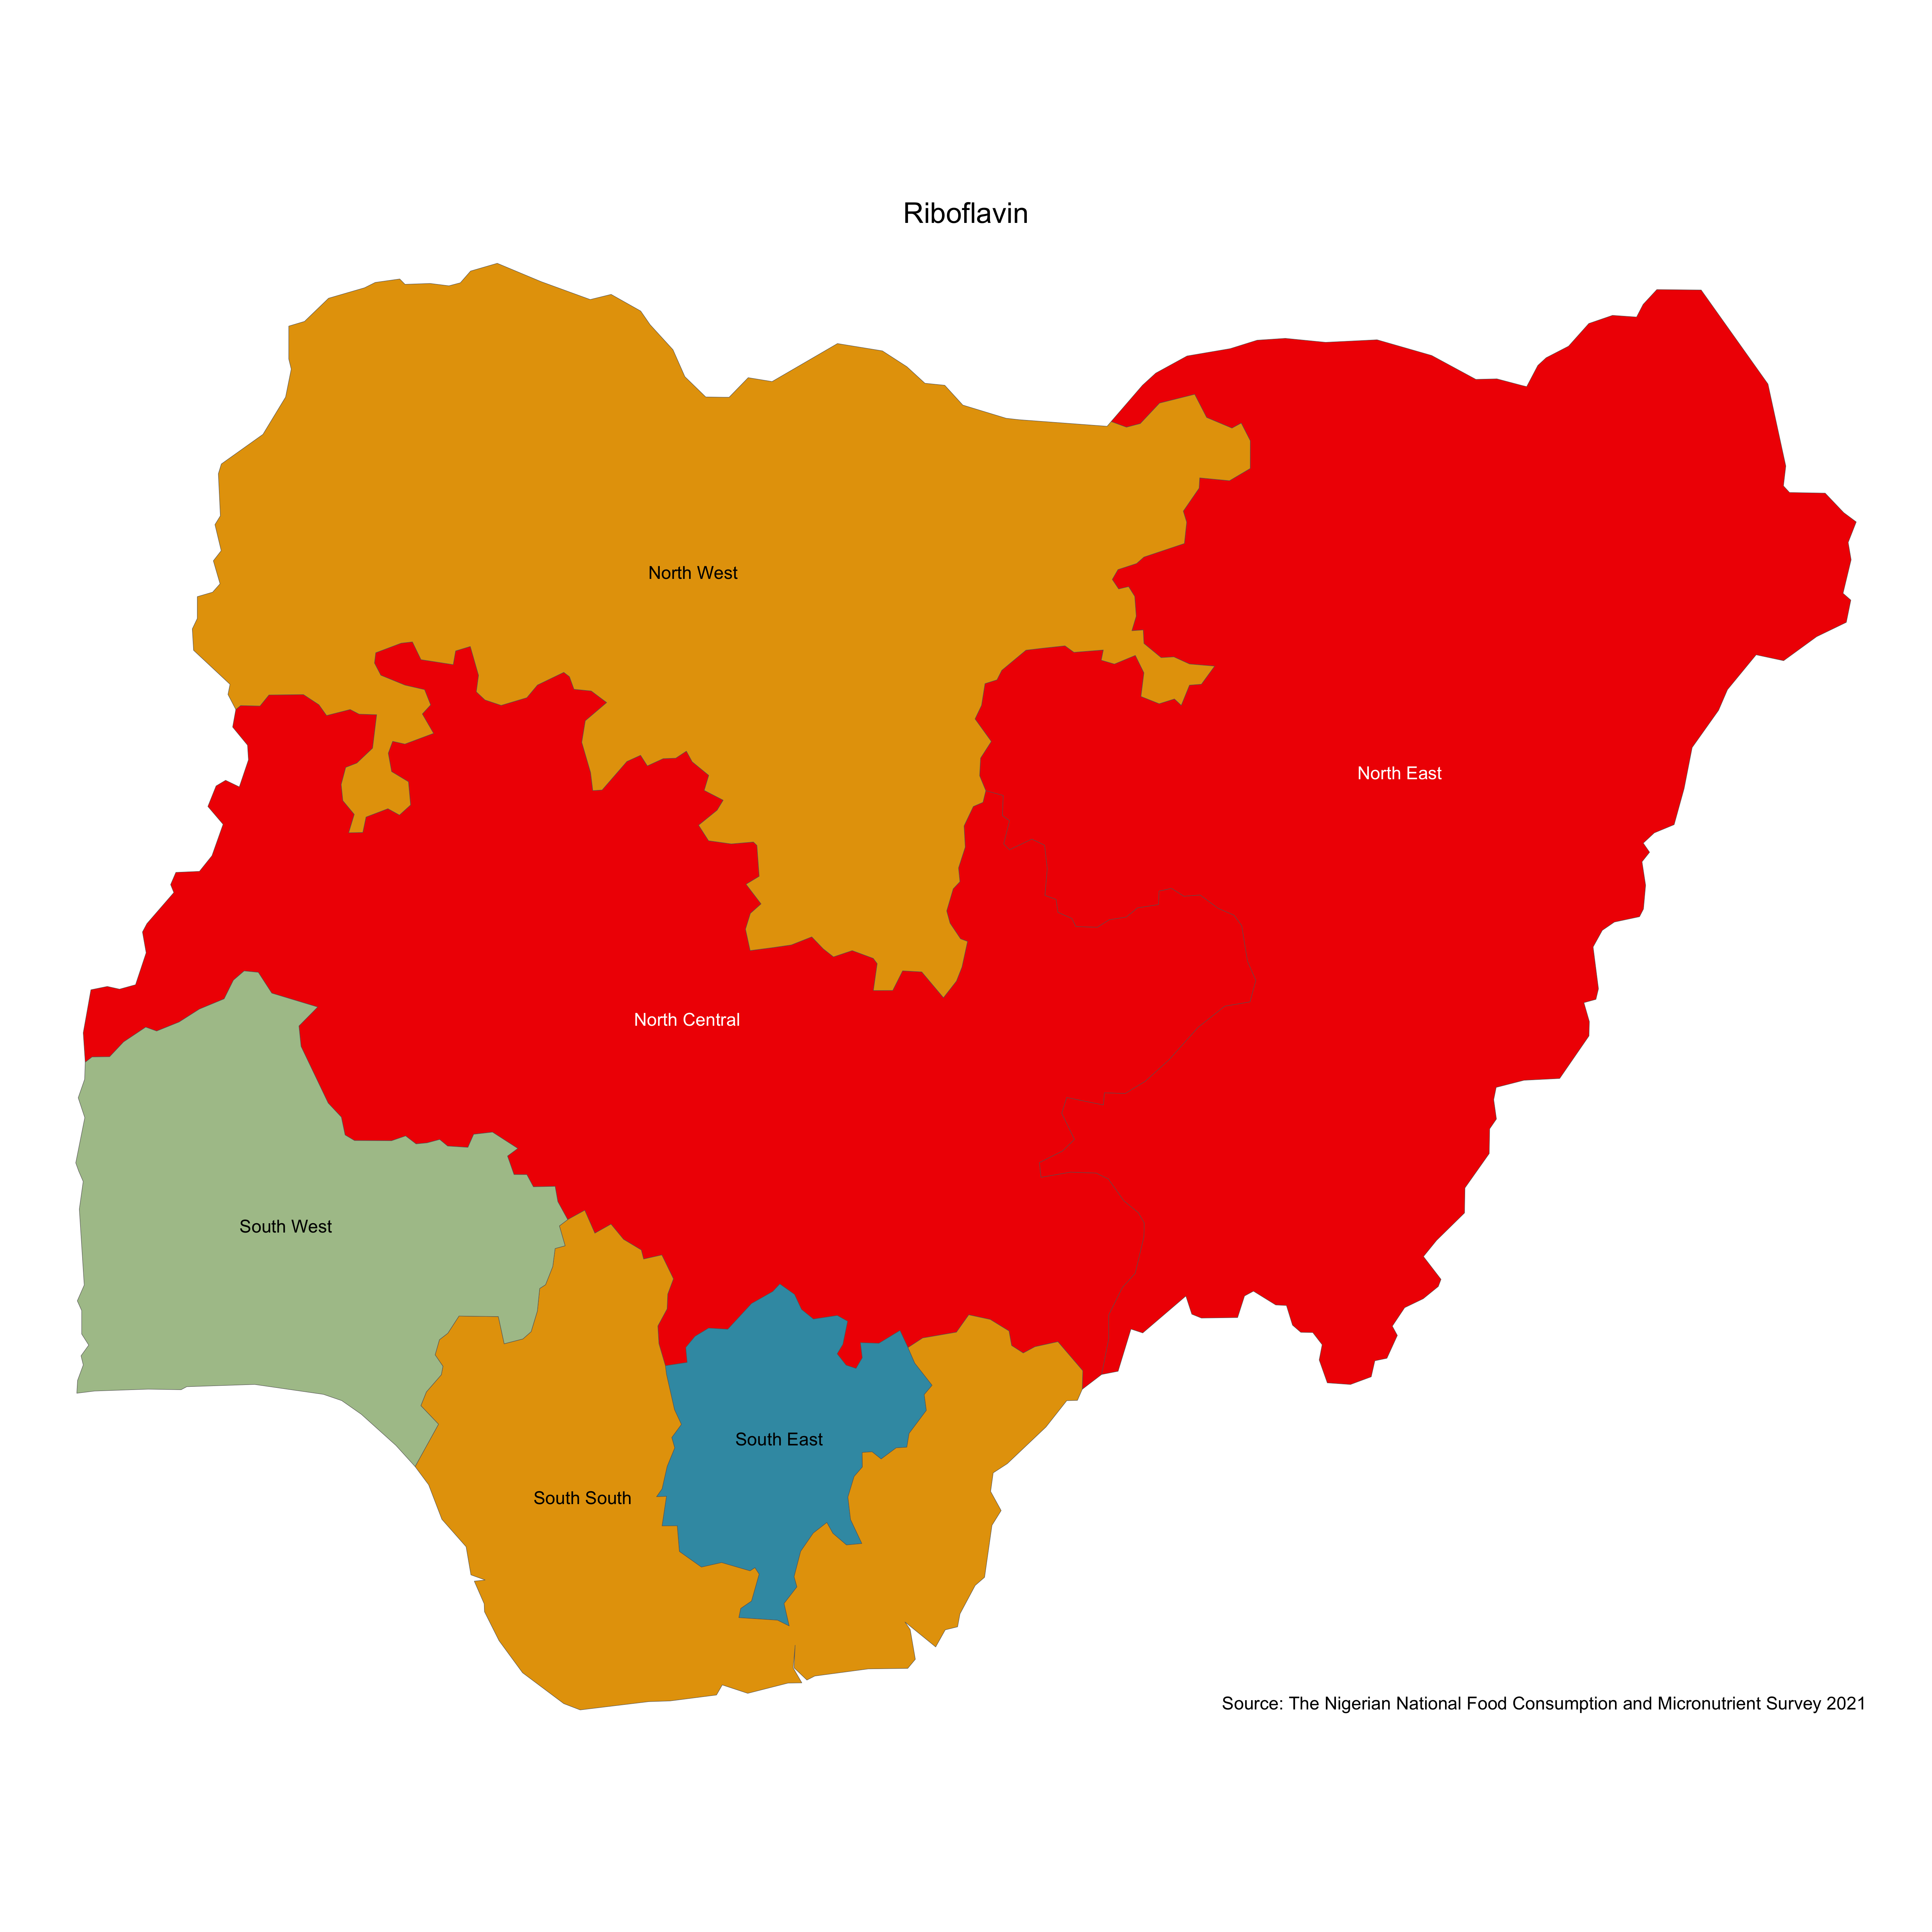 Riboflavin
North West
North East
North Central
South West
South East
South South
Source: The Nigerian National Food Consumption and Micronutrient Survey 2021